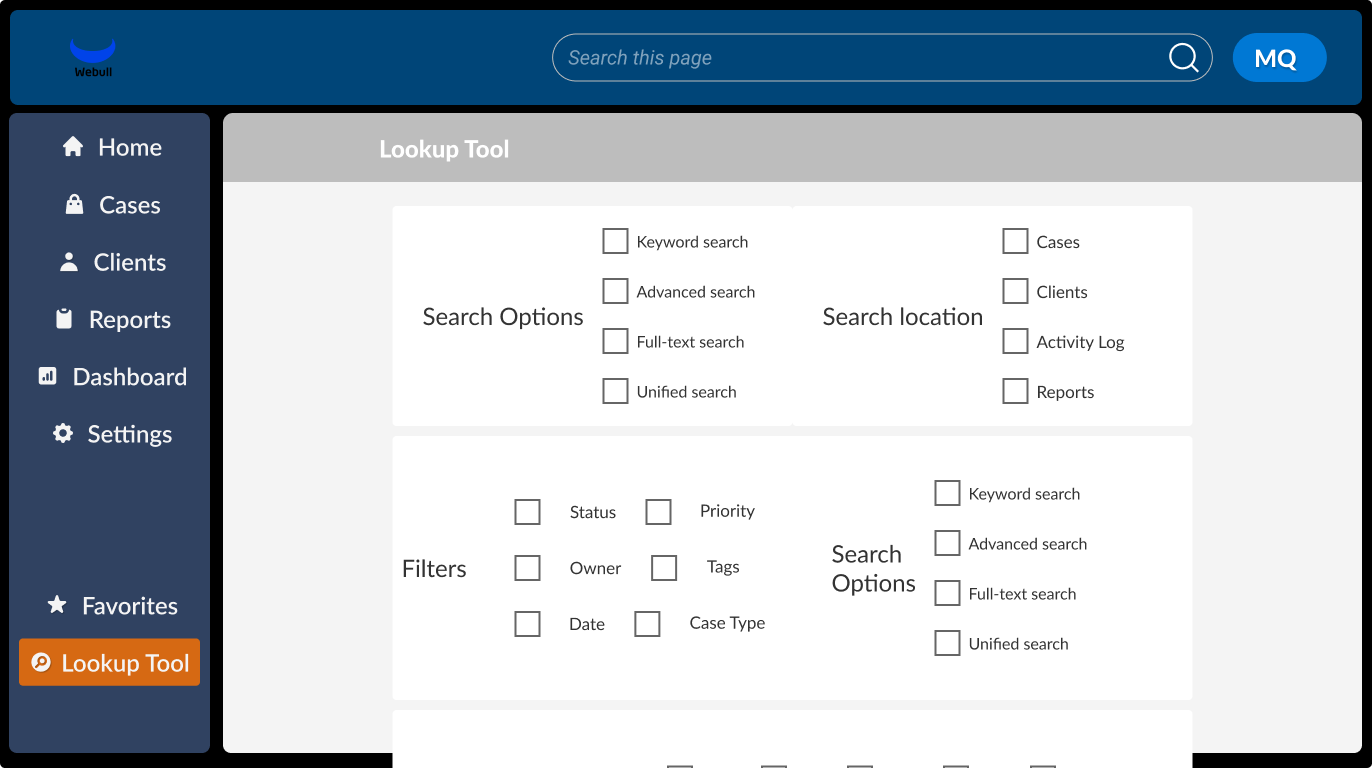 Webull
Search this page
MQ
Home
Cases
Clients
Reports
Dashboard
Settings
Favorites
Lookup Tool
Lookup Tool
Search Options
Keyword search
Advanced search
Full-text search
Unified search
Search location
Cases
Clients
Activity Log
Reports
Filters
Status
Priority
Owner
Tags
Date
Case Type
Search
Options
Keyword search
Advanced search
Full-text search
Unified search